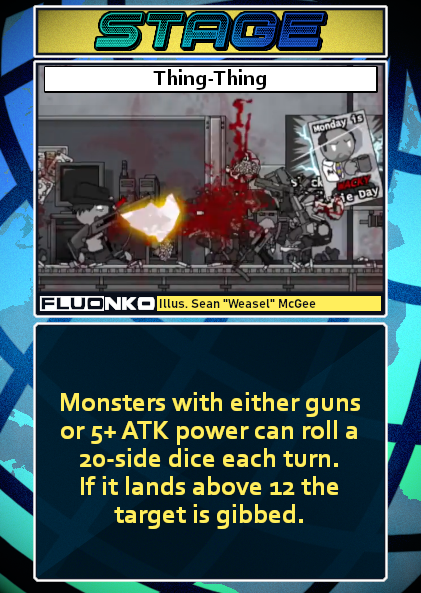 STAGE
Thing-Thing
Monday is
WACKY
Day
FLUONKO
Illus. Sean "Weasel" McGee
Monsters with either guns
or 5+ ATK power can roll a
20-side dice each turn.
If it lands above 12 the
target is gibbed.